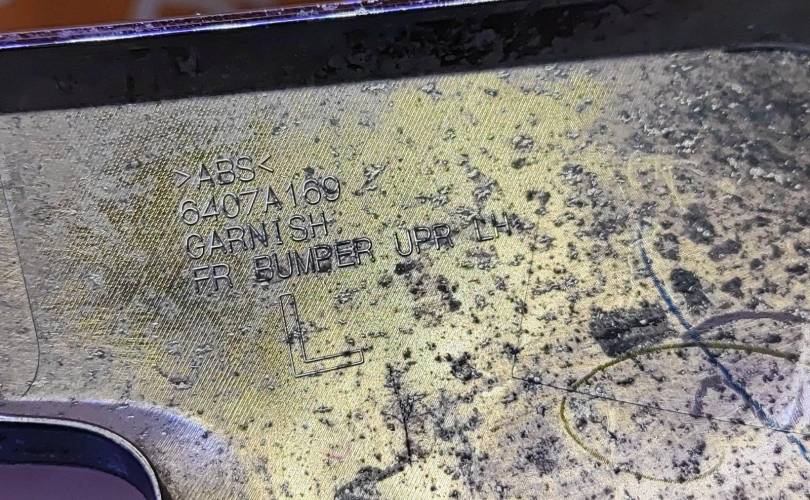 >ABS<
6407A169
GARNISH
FR BUMPER UPR LH
L